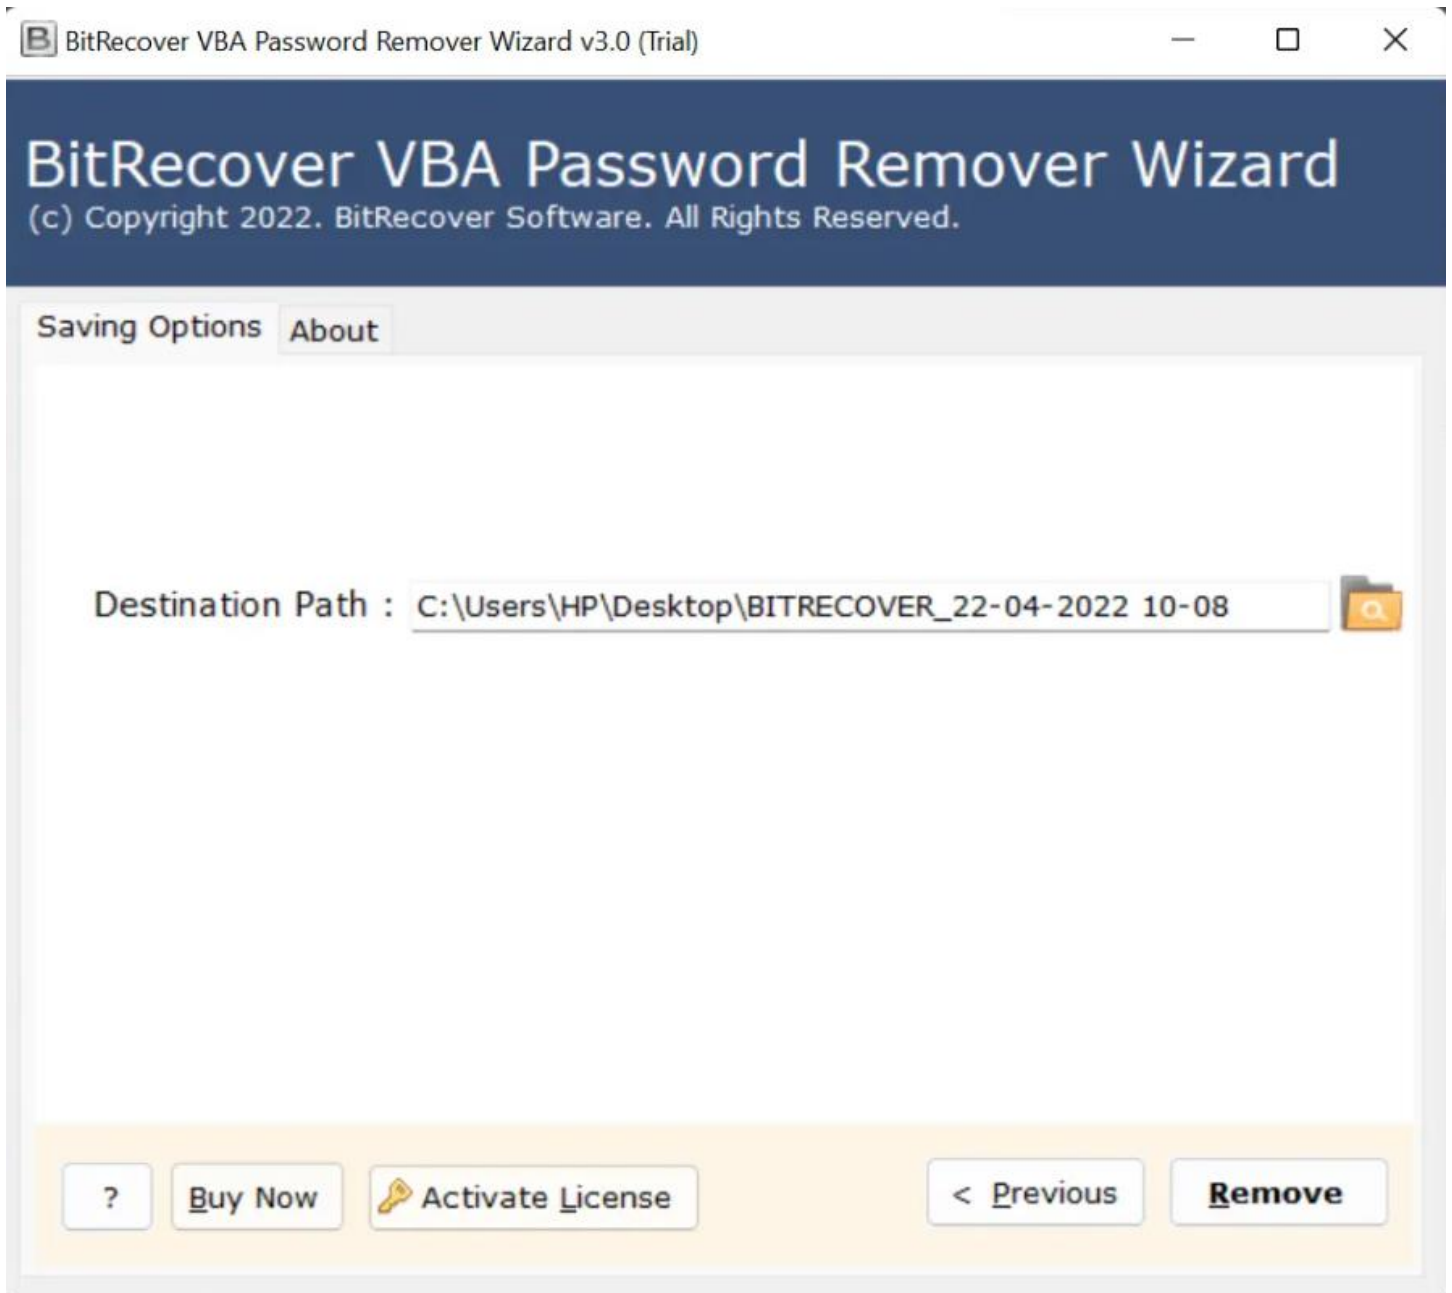 B BitRecover VBA Password Remover Wizard v3.0 (Trial)
BitRecover VBA Password Remover Wizard
(c) Copyright 2022. BitRecover Software. All Rights Reserved.
Saving Options About
Destination Path : C:\Users\HP\Desktop\BITRECOVER_22-04-2022 10-08
? Buy Now Activate License < Previous Remove